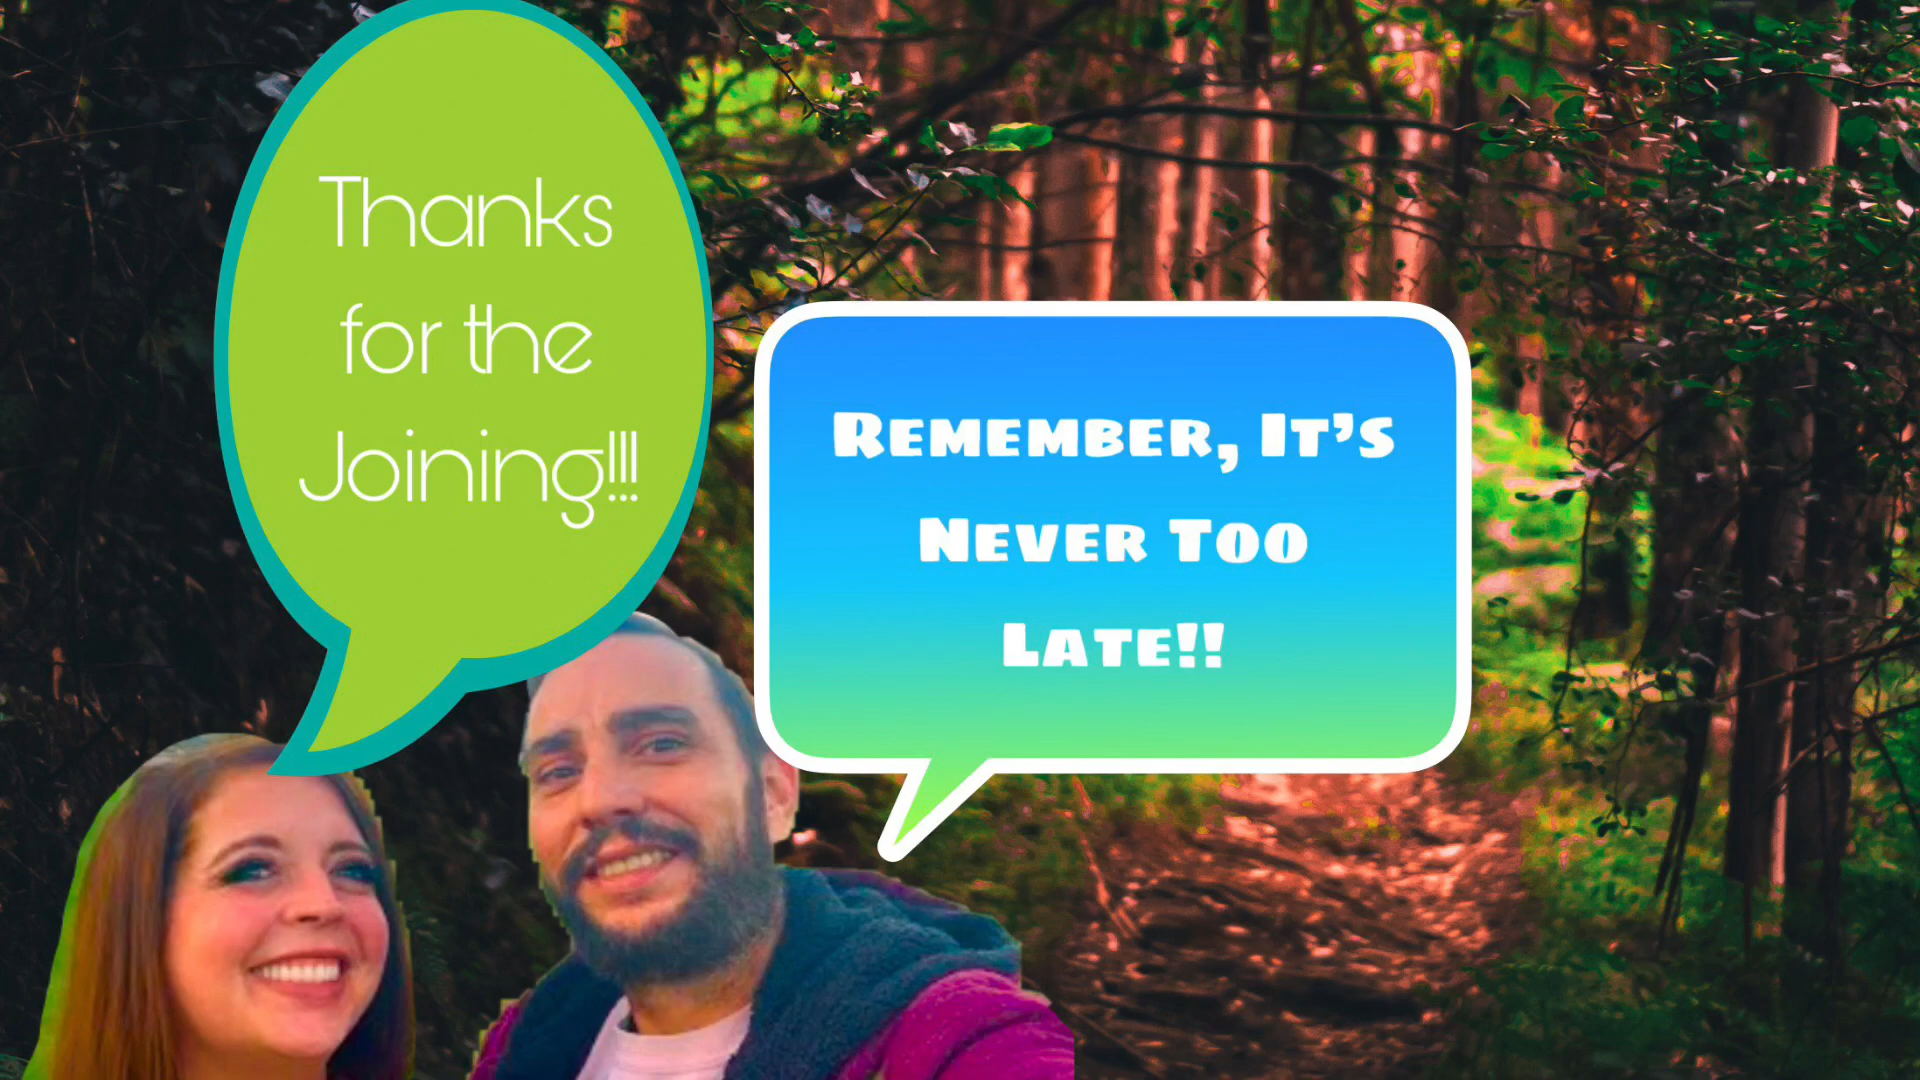 Thanks
for the
Joining!!!
Remember, It's
Never Too
Late!!